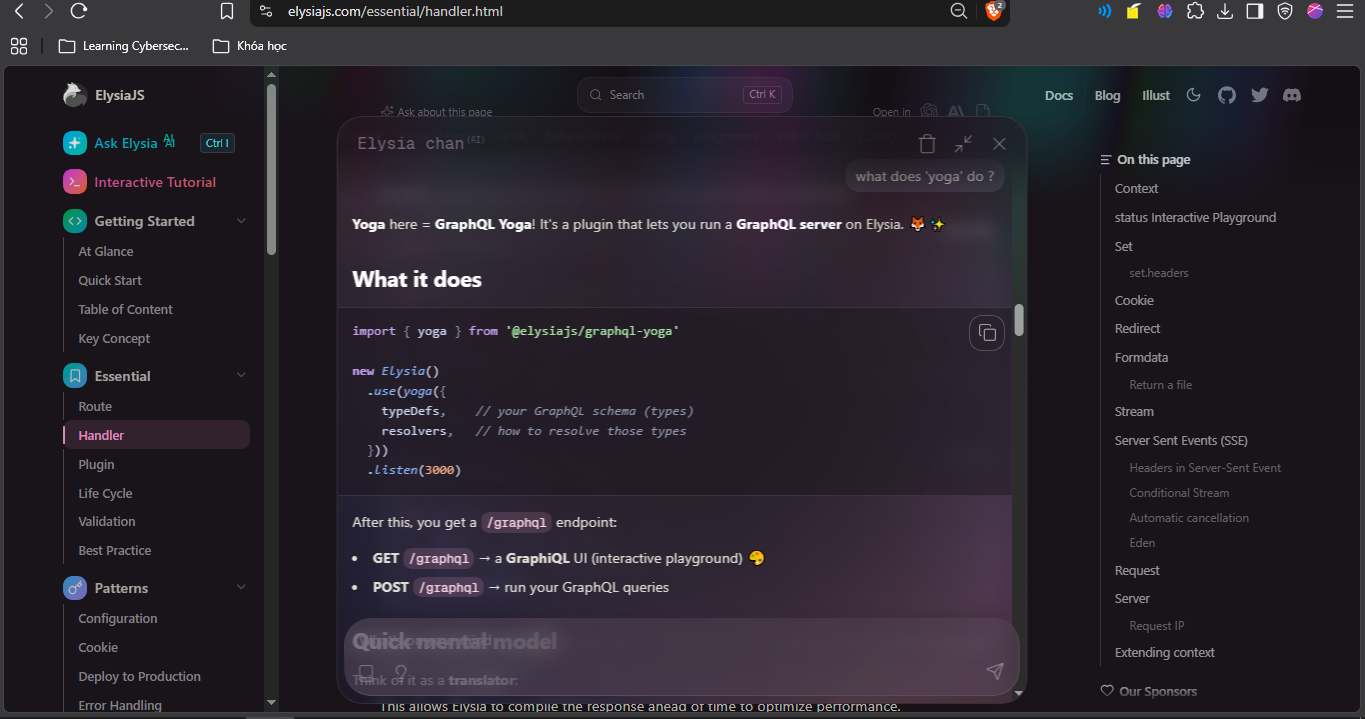 elysiajs.com/essential/handler.html
2
Learning Cybersec...
Khóa học
ElysiaJS
Ask Elysia AI
Ctrl I
Interactive Tutorial
Getting Started
At Glance
Quick Start
Table of Content
Key Concept
Essential
Route
Handler
Plugin
Life Cycle
Validation
Best Practice
Patterns
Configuration
Cookie
Deploy to Production
Error Handling
Search
Ctrl K
Docs
Blog
Illust
Ask about this page
Open in
Elysia chan (AI)
what does 'yoga' do ?
Yoga here = GraphQL Yoga! It's a plugin that lets you run a GraphQL server on Elysia. 🦊 ✨
What it does
import { yoga } from '@elysiajs/graphql-yoga'
new Elysia()
.use(yoga({
typeDefs, // your GraphQL schema (types)
resolvers, // how to resolve those types
}))
.listen(3000)
After this, you get a /graphql endpoint:
• GET /graphql → a GraphiQL UI (interactive playground) 🎨
• POST /graphql → run your GraphQL queries
Quick mental model
Think of it as a translator:
This allows Elysia to compile the response ahead of time to optimize performance.
On this page
Context
status Interactive Playground
Set
set.headers
Cookie
Redirect
Formdata
Return a file
Stream
Server Sent Events (SSE)
Headers in Server-Sent Event
Conditional Stream
Automatic cancellation
Eden
Request
Server
Request IP
Extending context
Our Sponsors